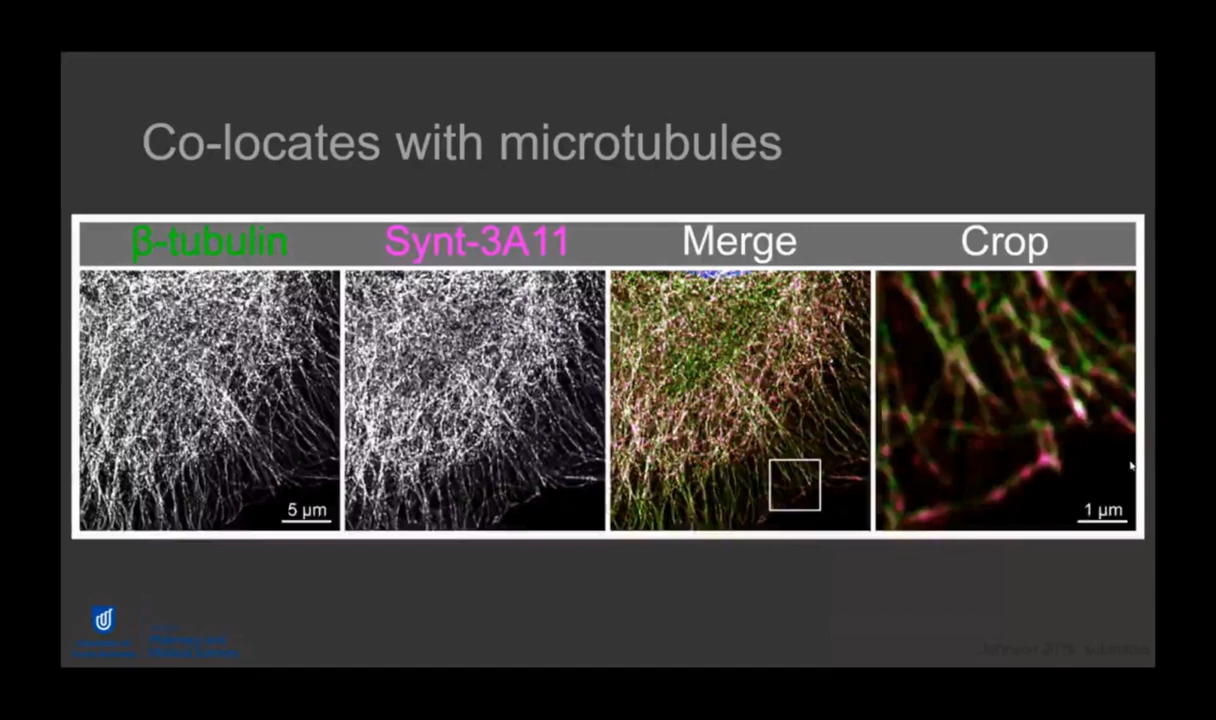 Co-locates with microtubules
β-tubulin
Synt-3A11
Merge
Crop
5 µm
1 µm